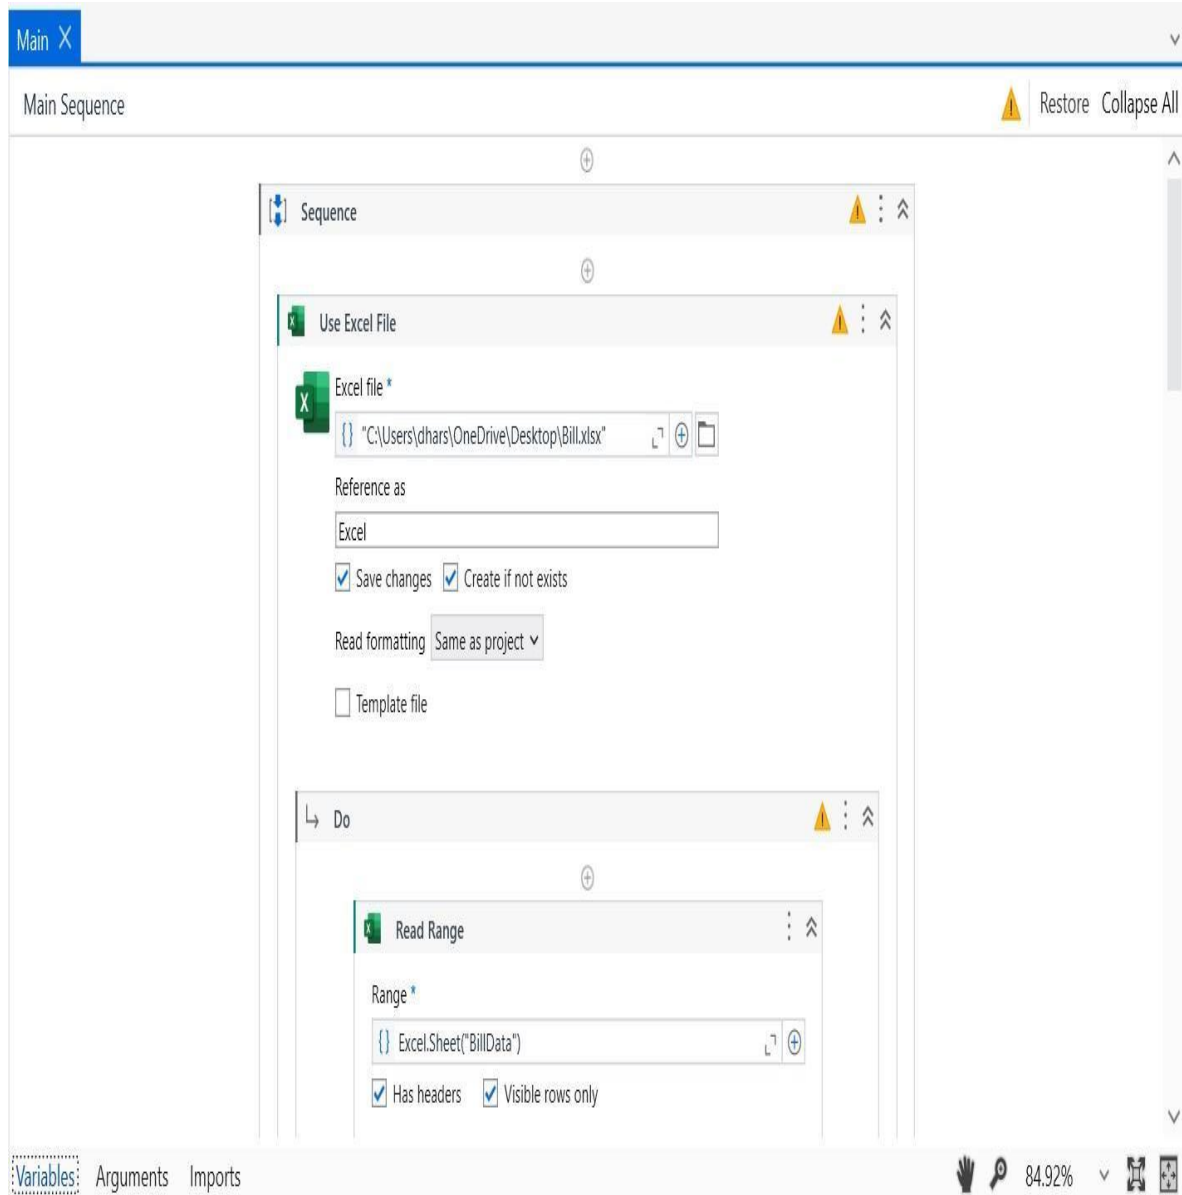 Main
Main Sequence
Restore Collapse All
Sequence
Use Excel File
Excel file *
{} "C:\Users\dhars\OneDrive\Desktop\Bill.xlsx"
Reference as
Excel
Save changes Create if not exists
Read formatting Same as project
Template file
Do
Read Range
Range *
{} Excel.Sheet("BillData")
Has headers Visible rows only
Variables Arguments Imports 84.92%